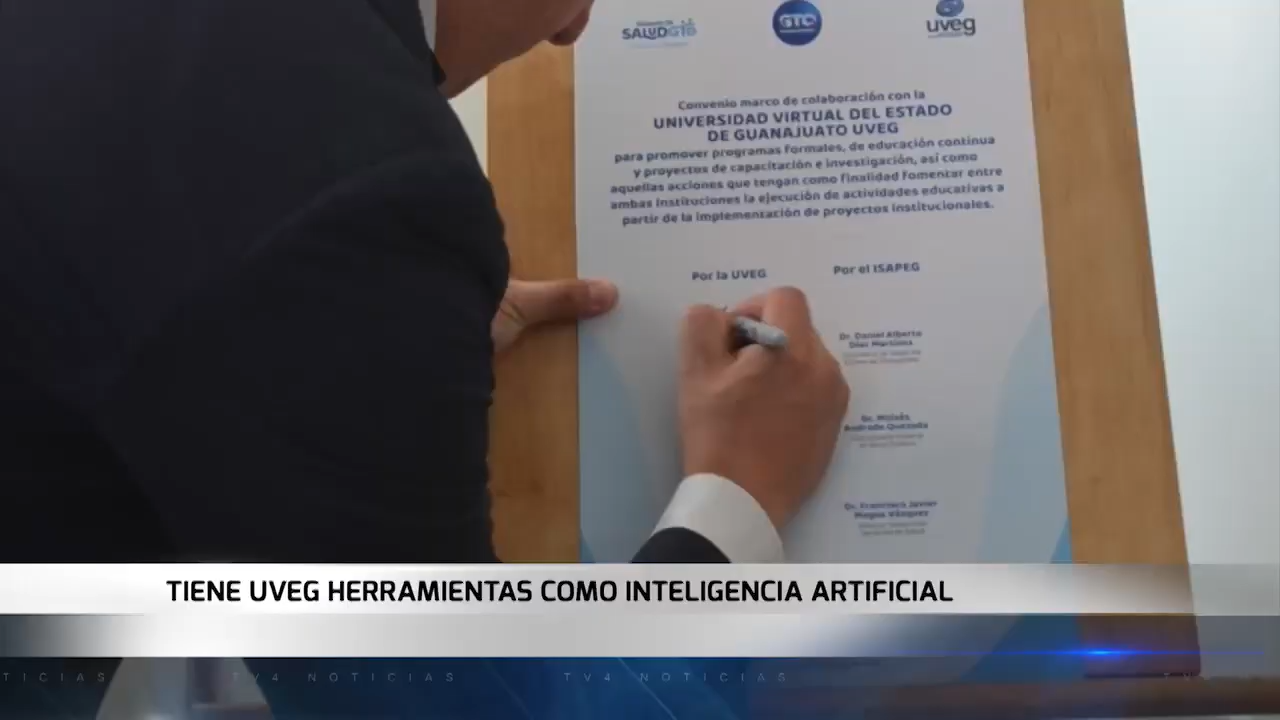 SALUDGTO
GTO
uveg
Convenio marco de colaboración con la
UNIVERSIDAD VIRTUAL DEL ESTADO
DE GUANAJUATO UVEG
para promover programas formales, de educación continua
y proyectos de capacitación e investigación, así como
aquellas acciones que tengan como finalidad fomentar entre
ambas Instituciones la ejecución de actividades educativas a
partir de la implementación de proyectos institucionales.
Por la UVEG
Por el ISAPEG
Dr. Daniel Alberto
Díaz Martínez
Dr. Moisés
Andrade Quezada
Dr. Francisco Javier
Magos Vázquez
TIENE UVEG HERRAMIENTAS COMO INTELIGENCIA ARTIFICIAL
TICIAS TV4 NOTICIAS TV4 NOTICIAS